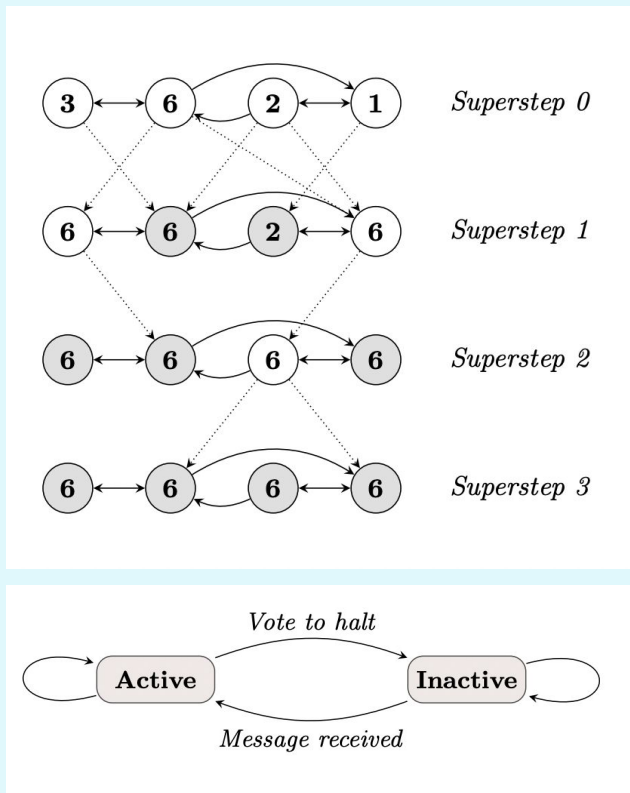 3 6 2 1 Superstep 0
6 6 2 6 Superstep 1
6 6 6 6 Superstep 2
6 6 6 6 Superstep 3
Vote to halt
Active Inactive
Message received